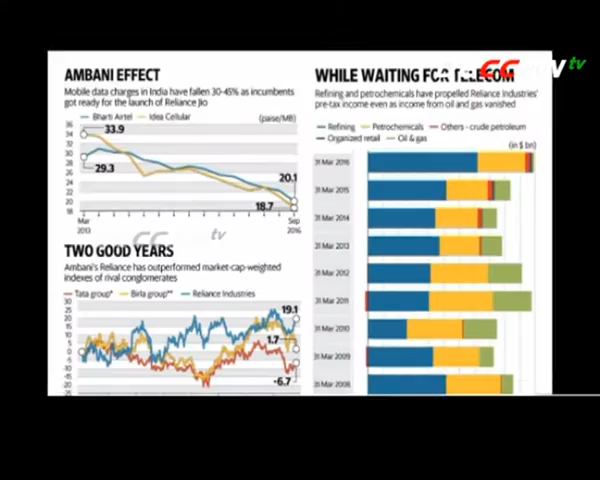 AMBANI EFFECT
Mobile data charges in India have fallen 30-45% as incumbents
got ready for the launch of Reliance Jio
Bharti Airtel Idea Cellular (paise/MB)
36
34
32
30
28
26
24
22
20
18
33.9
29.3
20.1
18.7
Mar
2013
Sep
2016
TWO GOOD YEARS
Ambani's Reliance has outperformed market-cap-weighted
indexes of rival conglomerates
Tata group* Birla group** Reliance Industries
30
25
20
15
10
5
0
-5
-10
-15
-20
-25
19.1
1.7
-6.7
WHILE WAITING FOR TELECOM
Refining and petrochemicals have propelled Reliance Industries'
pre-tax income even as income from oil and gas vanished
Refining Petrochemicals Others - crude petroleum
Organized retail Oil & gas
(in $ bn)
31 Mar 2016
31 Mar 2015
31 Mar 2014
31 Mar 2013
31 Mar 2012
31 Mar 2011
31 Mar 2010
31 Mar 2009
31 Mar 2008
tv
tv